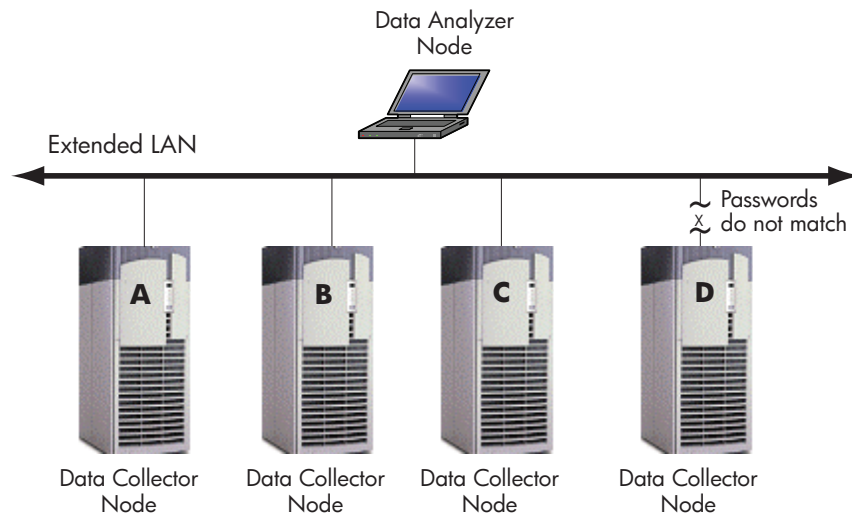 Data Analyzer
Node
Extended LAN
Passwords
x do not match
A
B
C
D
Data Collector
Node
Data Collector
Node
Data Collector
Node
Data Collector
Node